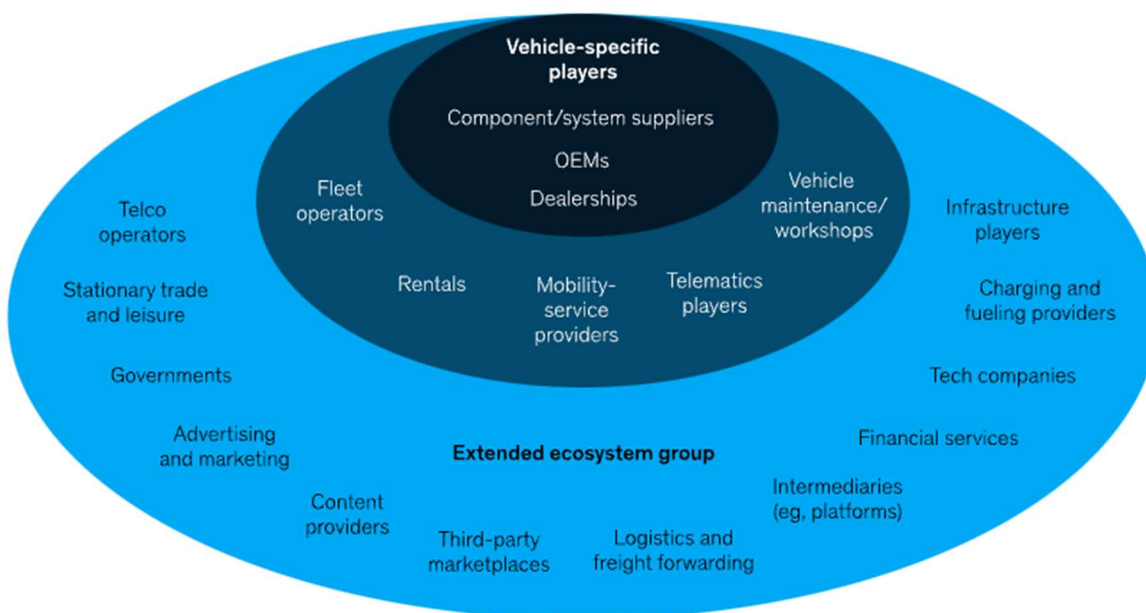 Vehicle-specific
players
Component/system suppliers
OEMs
Dealerships
Fleet
operators
Rentals
Mobility-
service
providers
Telematics
players
Vehicle
maintenance/
workshops
Telco
operators
Stationary trade
and leisure
Governments
Advertising
and marketing
Content
providers
Third-party
marketplaces
Extended ecosystem group
Logistics and
freight forwarding
Intermediaries
(eg, platforms)
Financial services
Tech companies
Charging and
fueling providers
Infrastructure
players